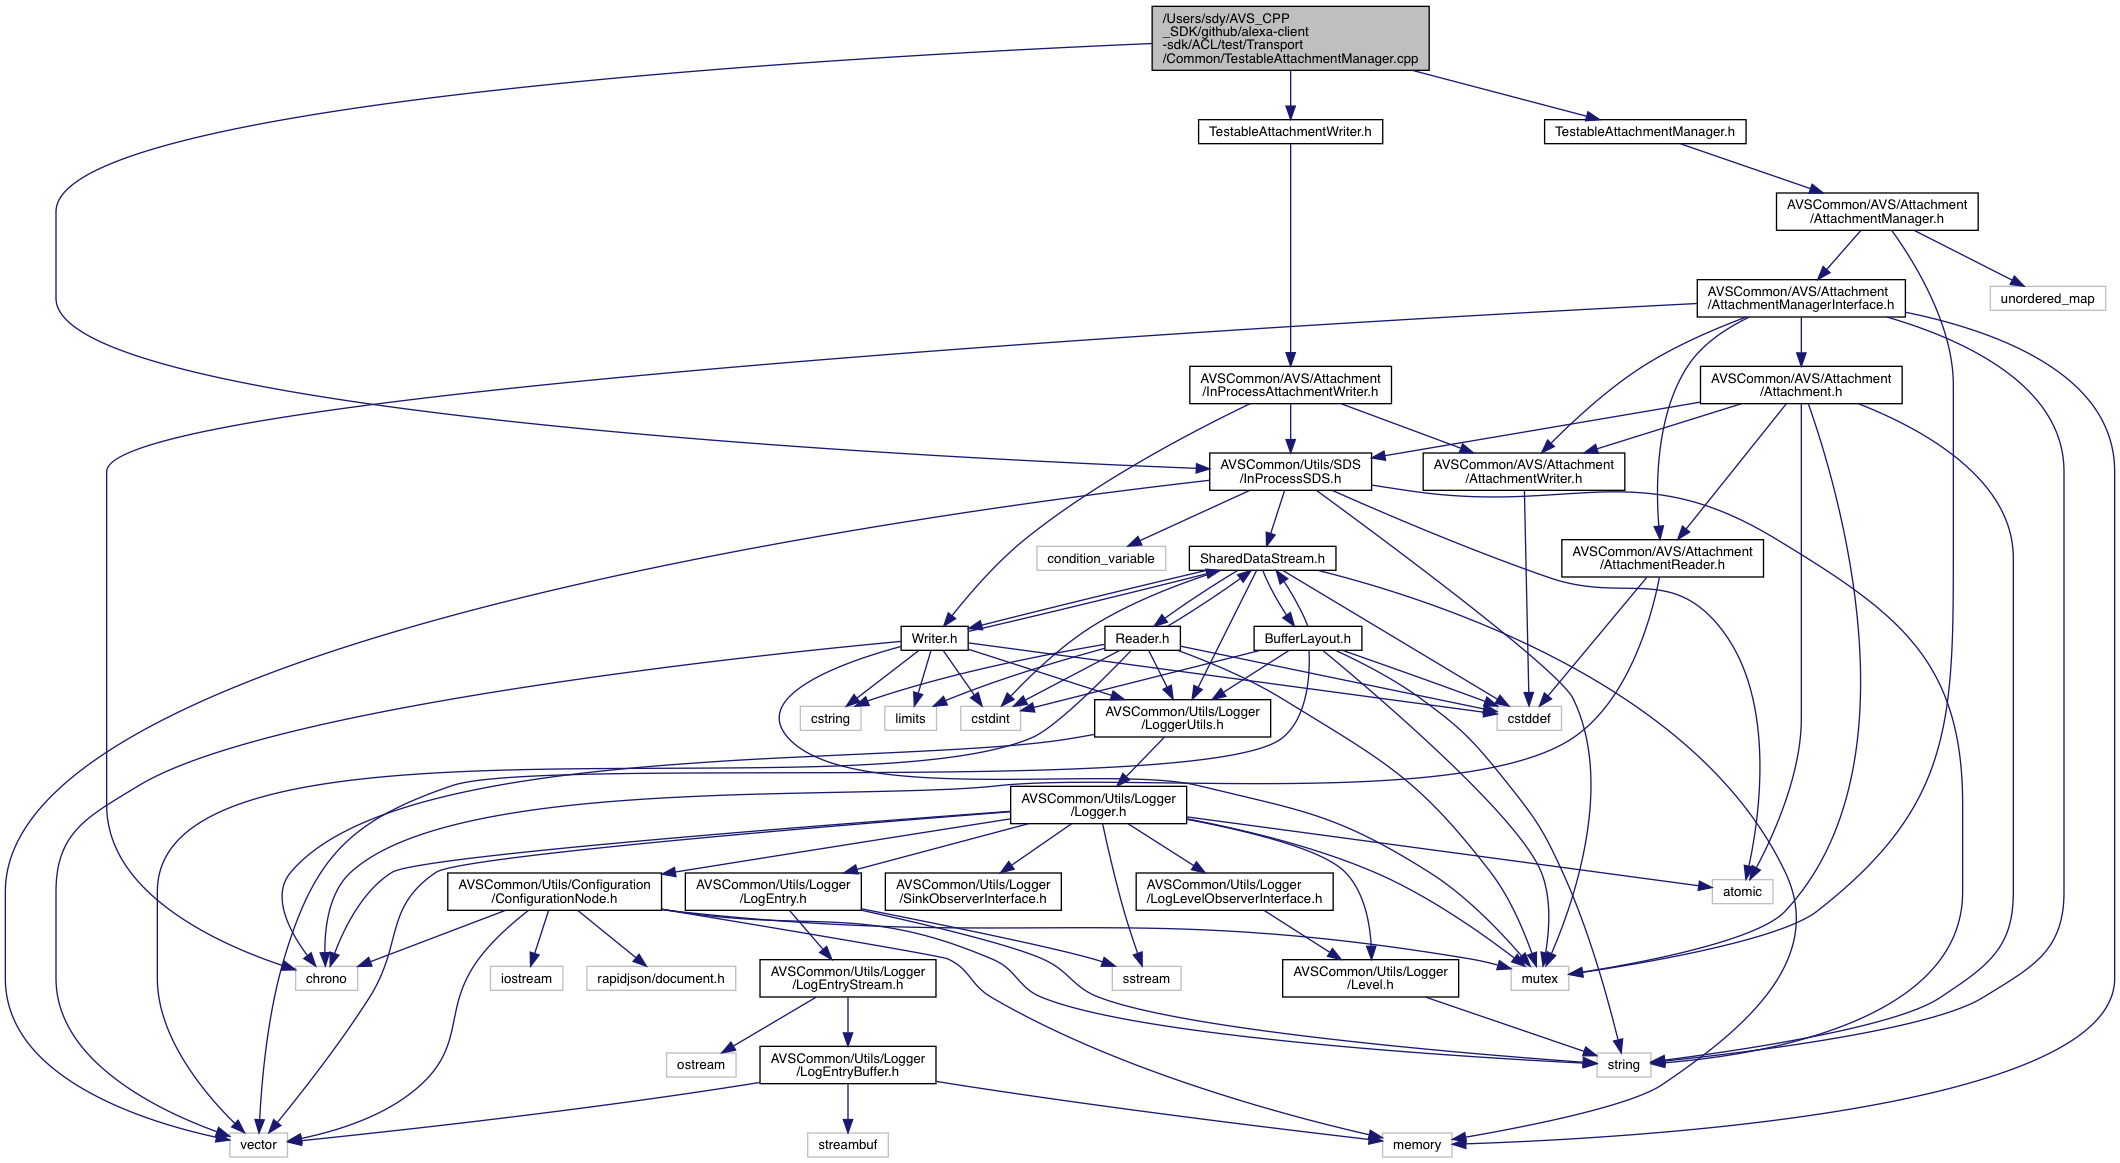 /Users/sdy/AVS_CPP
_SDK/github/alexa-client
-sdk/ACL/test/Transport
/Common/TestableAttachmentManager.cpp
TestableAttachmentWriter.h
TestableAttachmentManager.h
AVSCommon/AVS/Attachment
/AttachmentManager.h
AVSCommon/AVS/Attachment
/AttachmentManagerInterface.h
unordered_map
AVSCommon/AVS/Attachment
/InProcessAttachmentWriter.h
AVSCommon/AVS/Attachment
/Attachment.h
AVSCommon/Utils/SDS
/InProcessSDS.h
AVSCommon/AVS/Attachment
/AttachmentWriter.h
condition_variable
SharedDataStream.h
AVSCommon/AVS/Attachment
/AttachmentReader.h
Writer.h
Reader.h
BufferLayout.h
cstring
limits
cstdint
AVSCommon/Utils/Logger
/LoggerUtils.h
cstddef
AVSCommon/Utils/Logger
/Logger.h
AVSCommon/Utils/Configuration
/ConfigurationNode.h
AVSCommon/Utils/Logger
/LogEntry.h
AVSCommon/Utils/Logger
/SinkObserverInterface.h
AVSCommon/Utils/Logger
/LogLevelObserverInterface.h
atomic
chrono
iostream
rapidjson/document.h
AVSCommon/Utils/Logger
/LogEntryStream.h
sstream
AVSCommon/Utils/Logger
/Level.h
mutex
ostream
AVSCommon/Utils/Logger
/LogEntryBuffer.h
string
vector
streambuf
memory